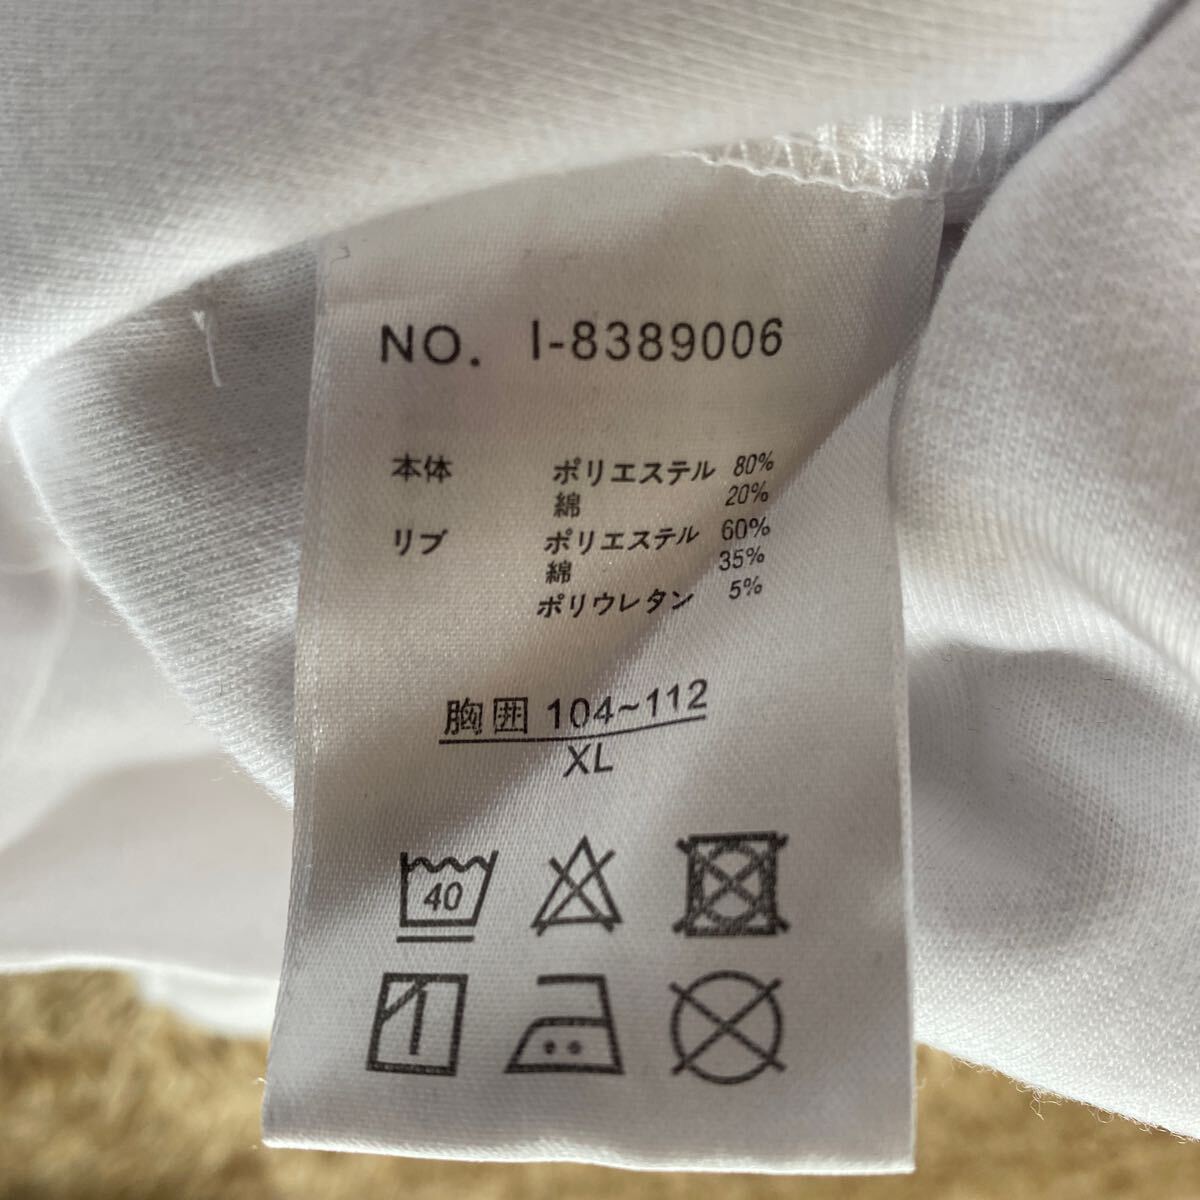 NO. I-8389006
本体 ポリエステル 80%
綿 20%
リブ ポリエステル 60%
綿 35%
ポリウレタン 5%
胸囲 104~112
XL
40